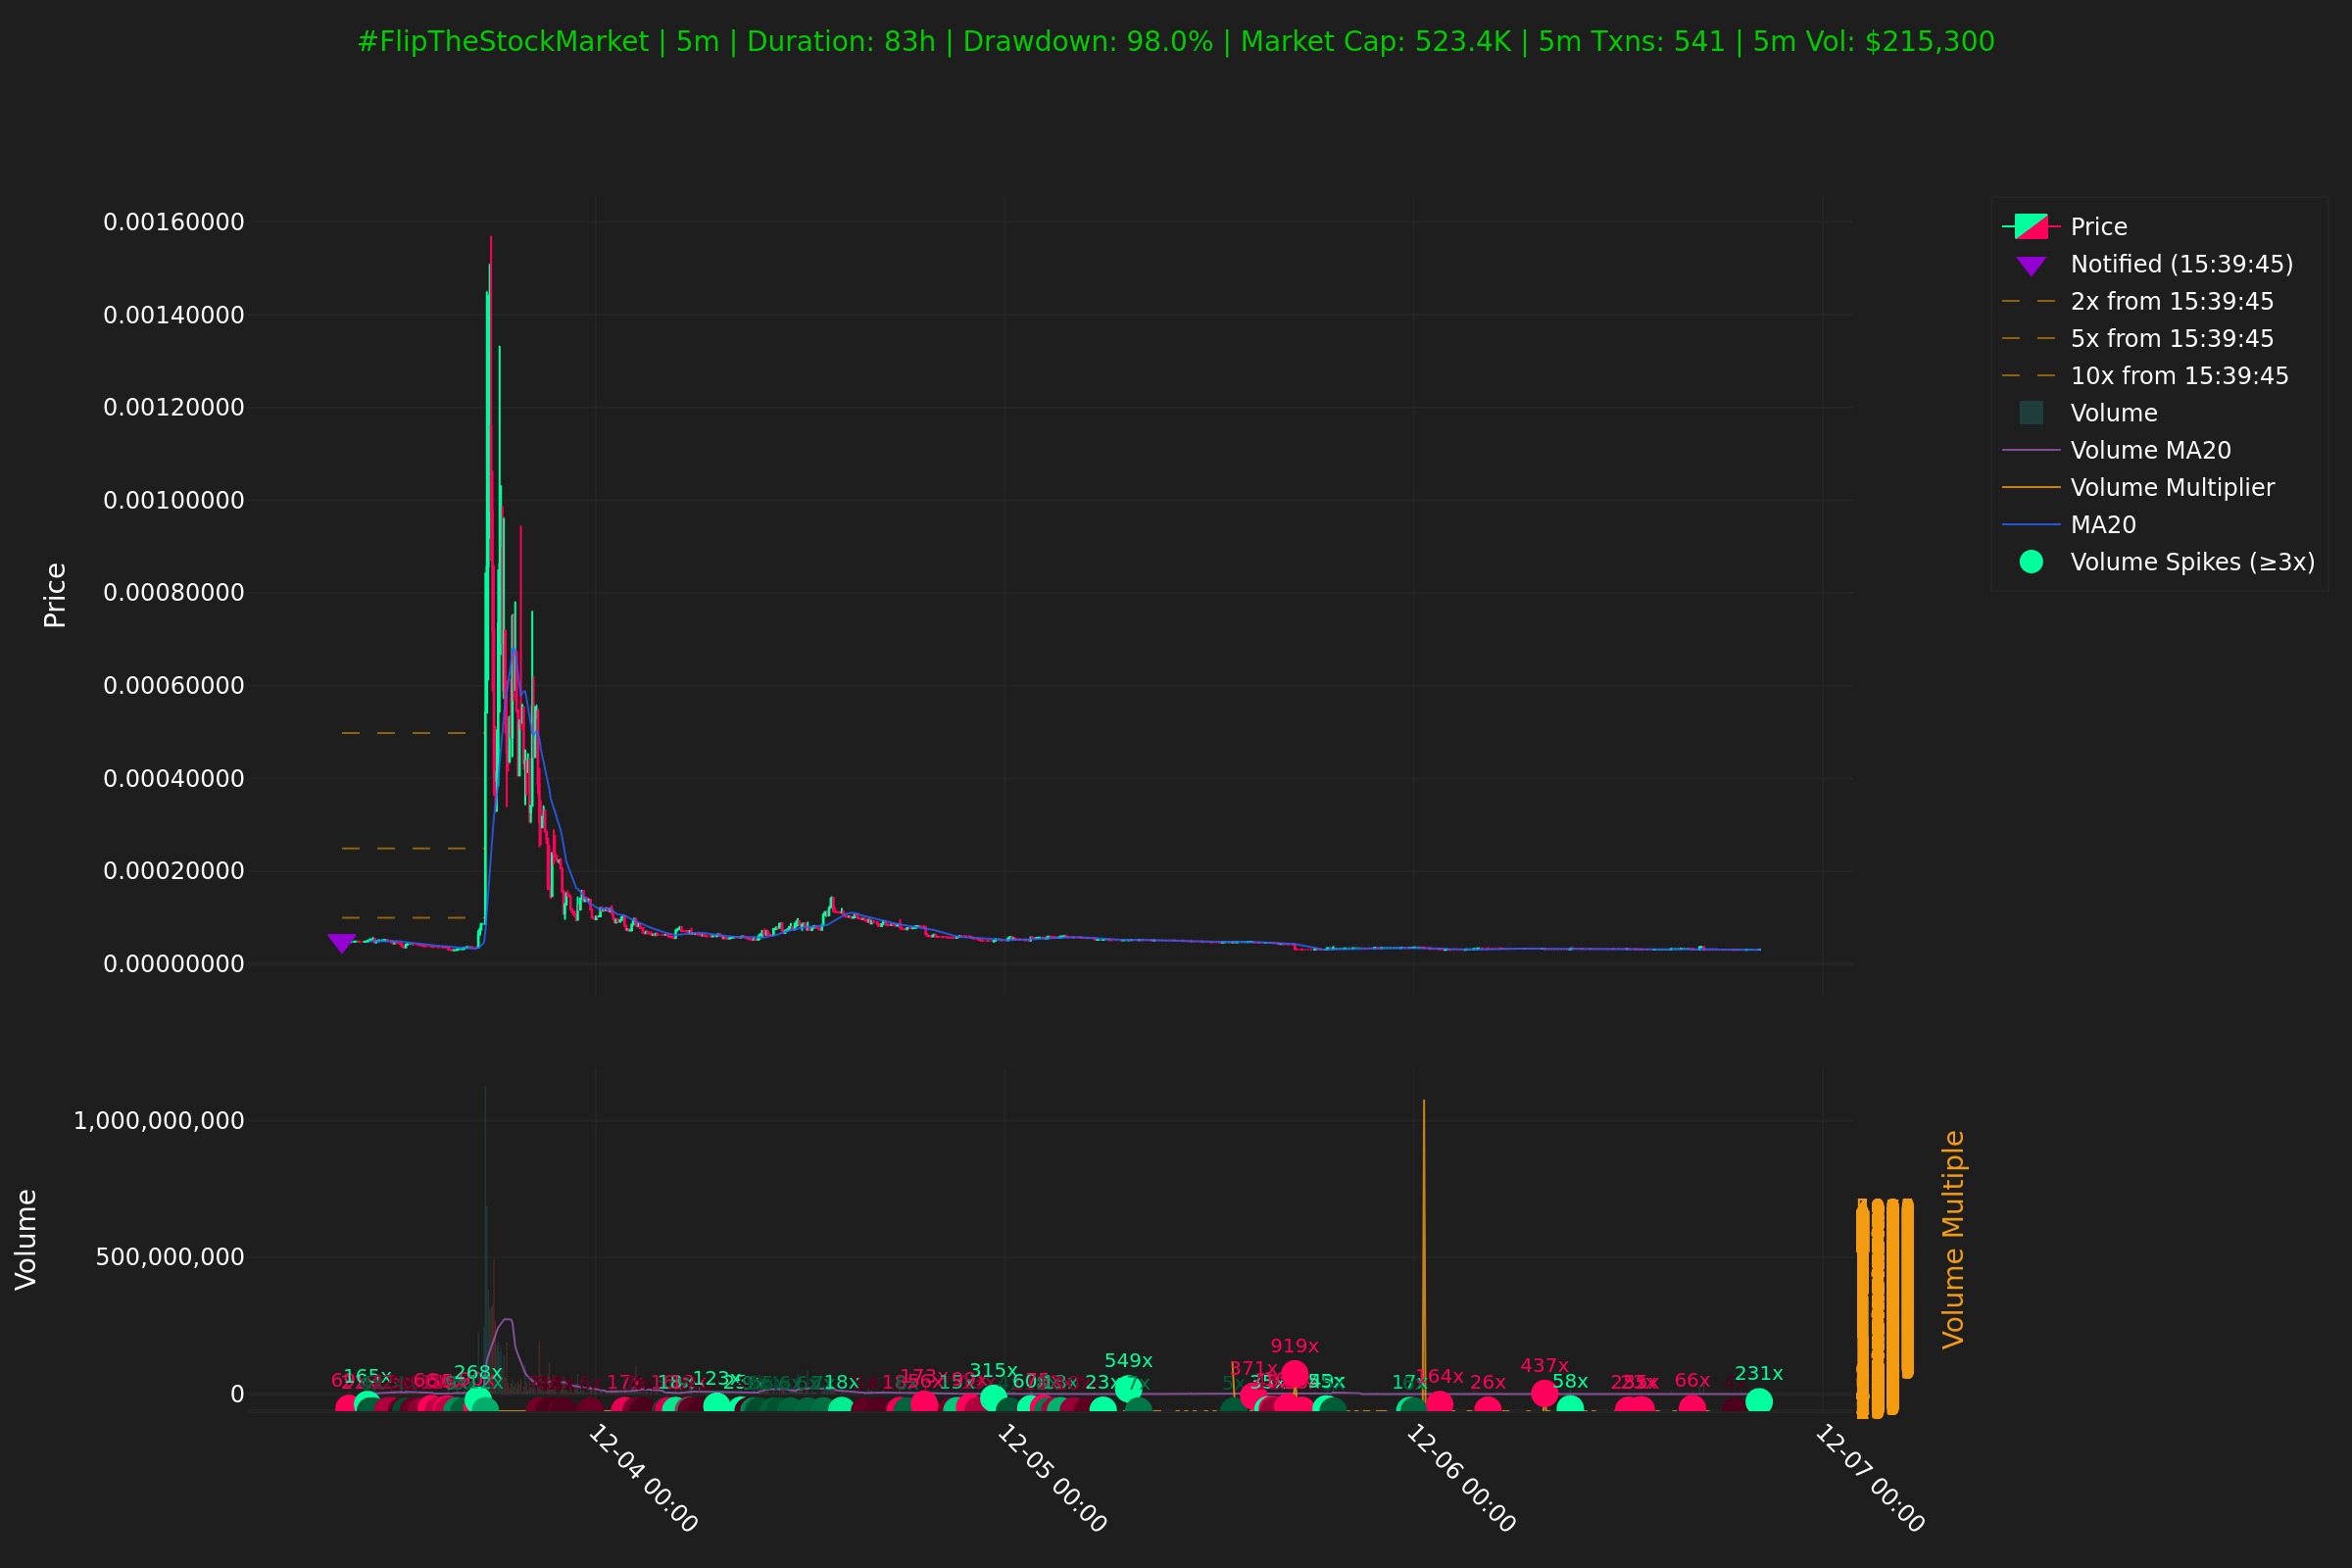 #FlipTheStockMarket | 5m | Duration: 83h | Drawdown: 98.0% | Market Cap: 523.4K | 5m Txns: 541 | 5m Vol: $215,300
Price
0.00160000
0.00140000
0.00120000
0.00100000
0.00080000
0.00060000
0.00040000
0.00020000
0.00000000
Price
Notified (15:39:45)
2x from 15:39:45
5x from 15:39:45
10x from 15:39:45
Volume
Volume MA20
Volume Multiplier
MA20
Volume Spikes (≥3x)
Volume
1,000,000,000
500,000,000
0
165x
268x
123x
18x
173x
315x
23x
549x
371x
919x
17x
164x
26x
437x
58x
66x
231x
Volume Multiple
12-04 00:00
12-05 00:00
12-06 00:00
12-07 00:00